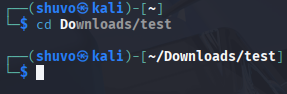 ┌──(shuvo㉿kali)-[~]
└─$ cd Downloads/test
┌──(shuvo㉿kali)-[~/Downloads/test]
└─$